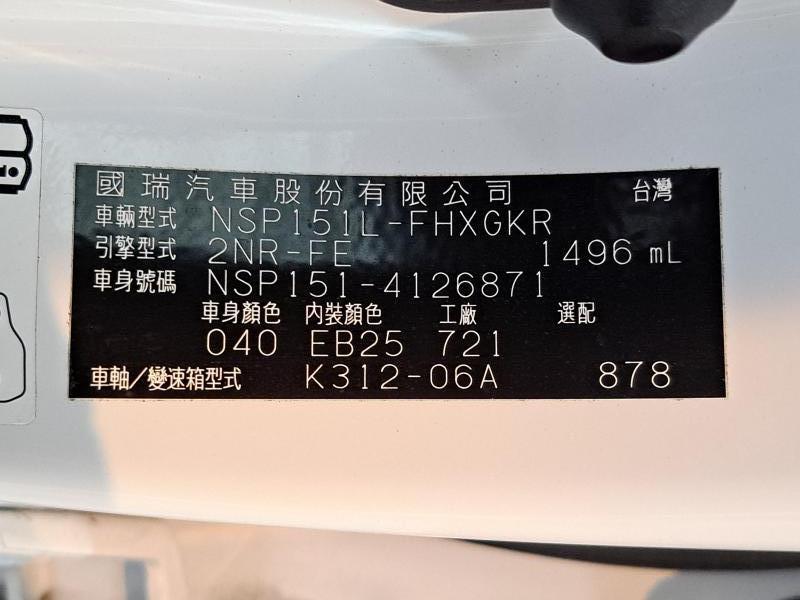 國瑞汽車股份有限公司 台灣
車輛型式 NSP151L-FHXGKR
引擎型式 2NR-FE 1496 mL
車身號碼 NSP151-4126871
車身顏色 內裝顏色 工廠 選配
040 EB25 721
車軸/變速箱型式 K312-06A 878